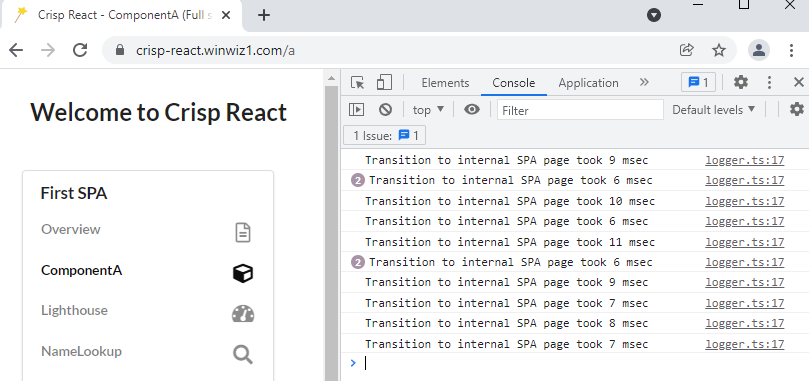 Crisp React - ComponentA (Full s
crisp-react.winwiz1.com/a
Welcome to Crisp React
First SPA
Overview
ComponentA
Lighthouse
NameLookup
Elements Console Application 1
top Filter Default levels
1 Issue: 1
Transition to internal SPA page took 9 msec logger.ts:17
2 Transition to internal SPA page took 6 msec logger.ts:17
Transition to internal SPA page took 10 msec logger.ts:17
Transition to internal SPA page took 6 msec logger.ts:17
Transition to internal SPA page took 11 msec logger.ts:17
2 Transition to internal SPA page took 6 msec logger.ts:17
Transition to internal SPA page took 9 msec logger.ts:17
Transition to internal SPA page took 7 msec logger.ts:17
Transition to internal SPA page took 8 msec logger.ts:17
Transition to internal SPA page took 7 msec logger.ts:17